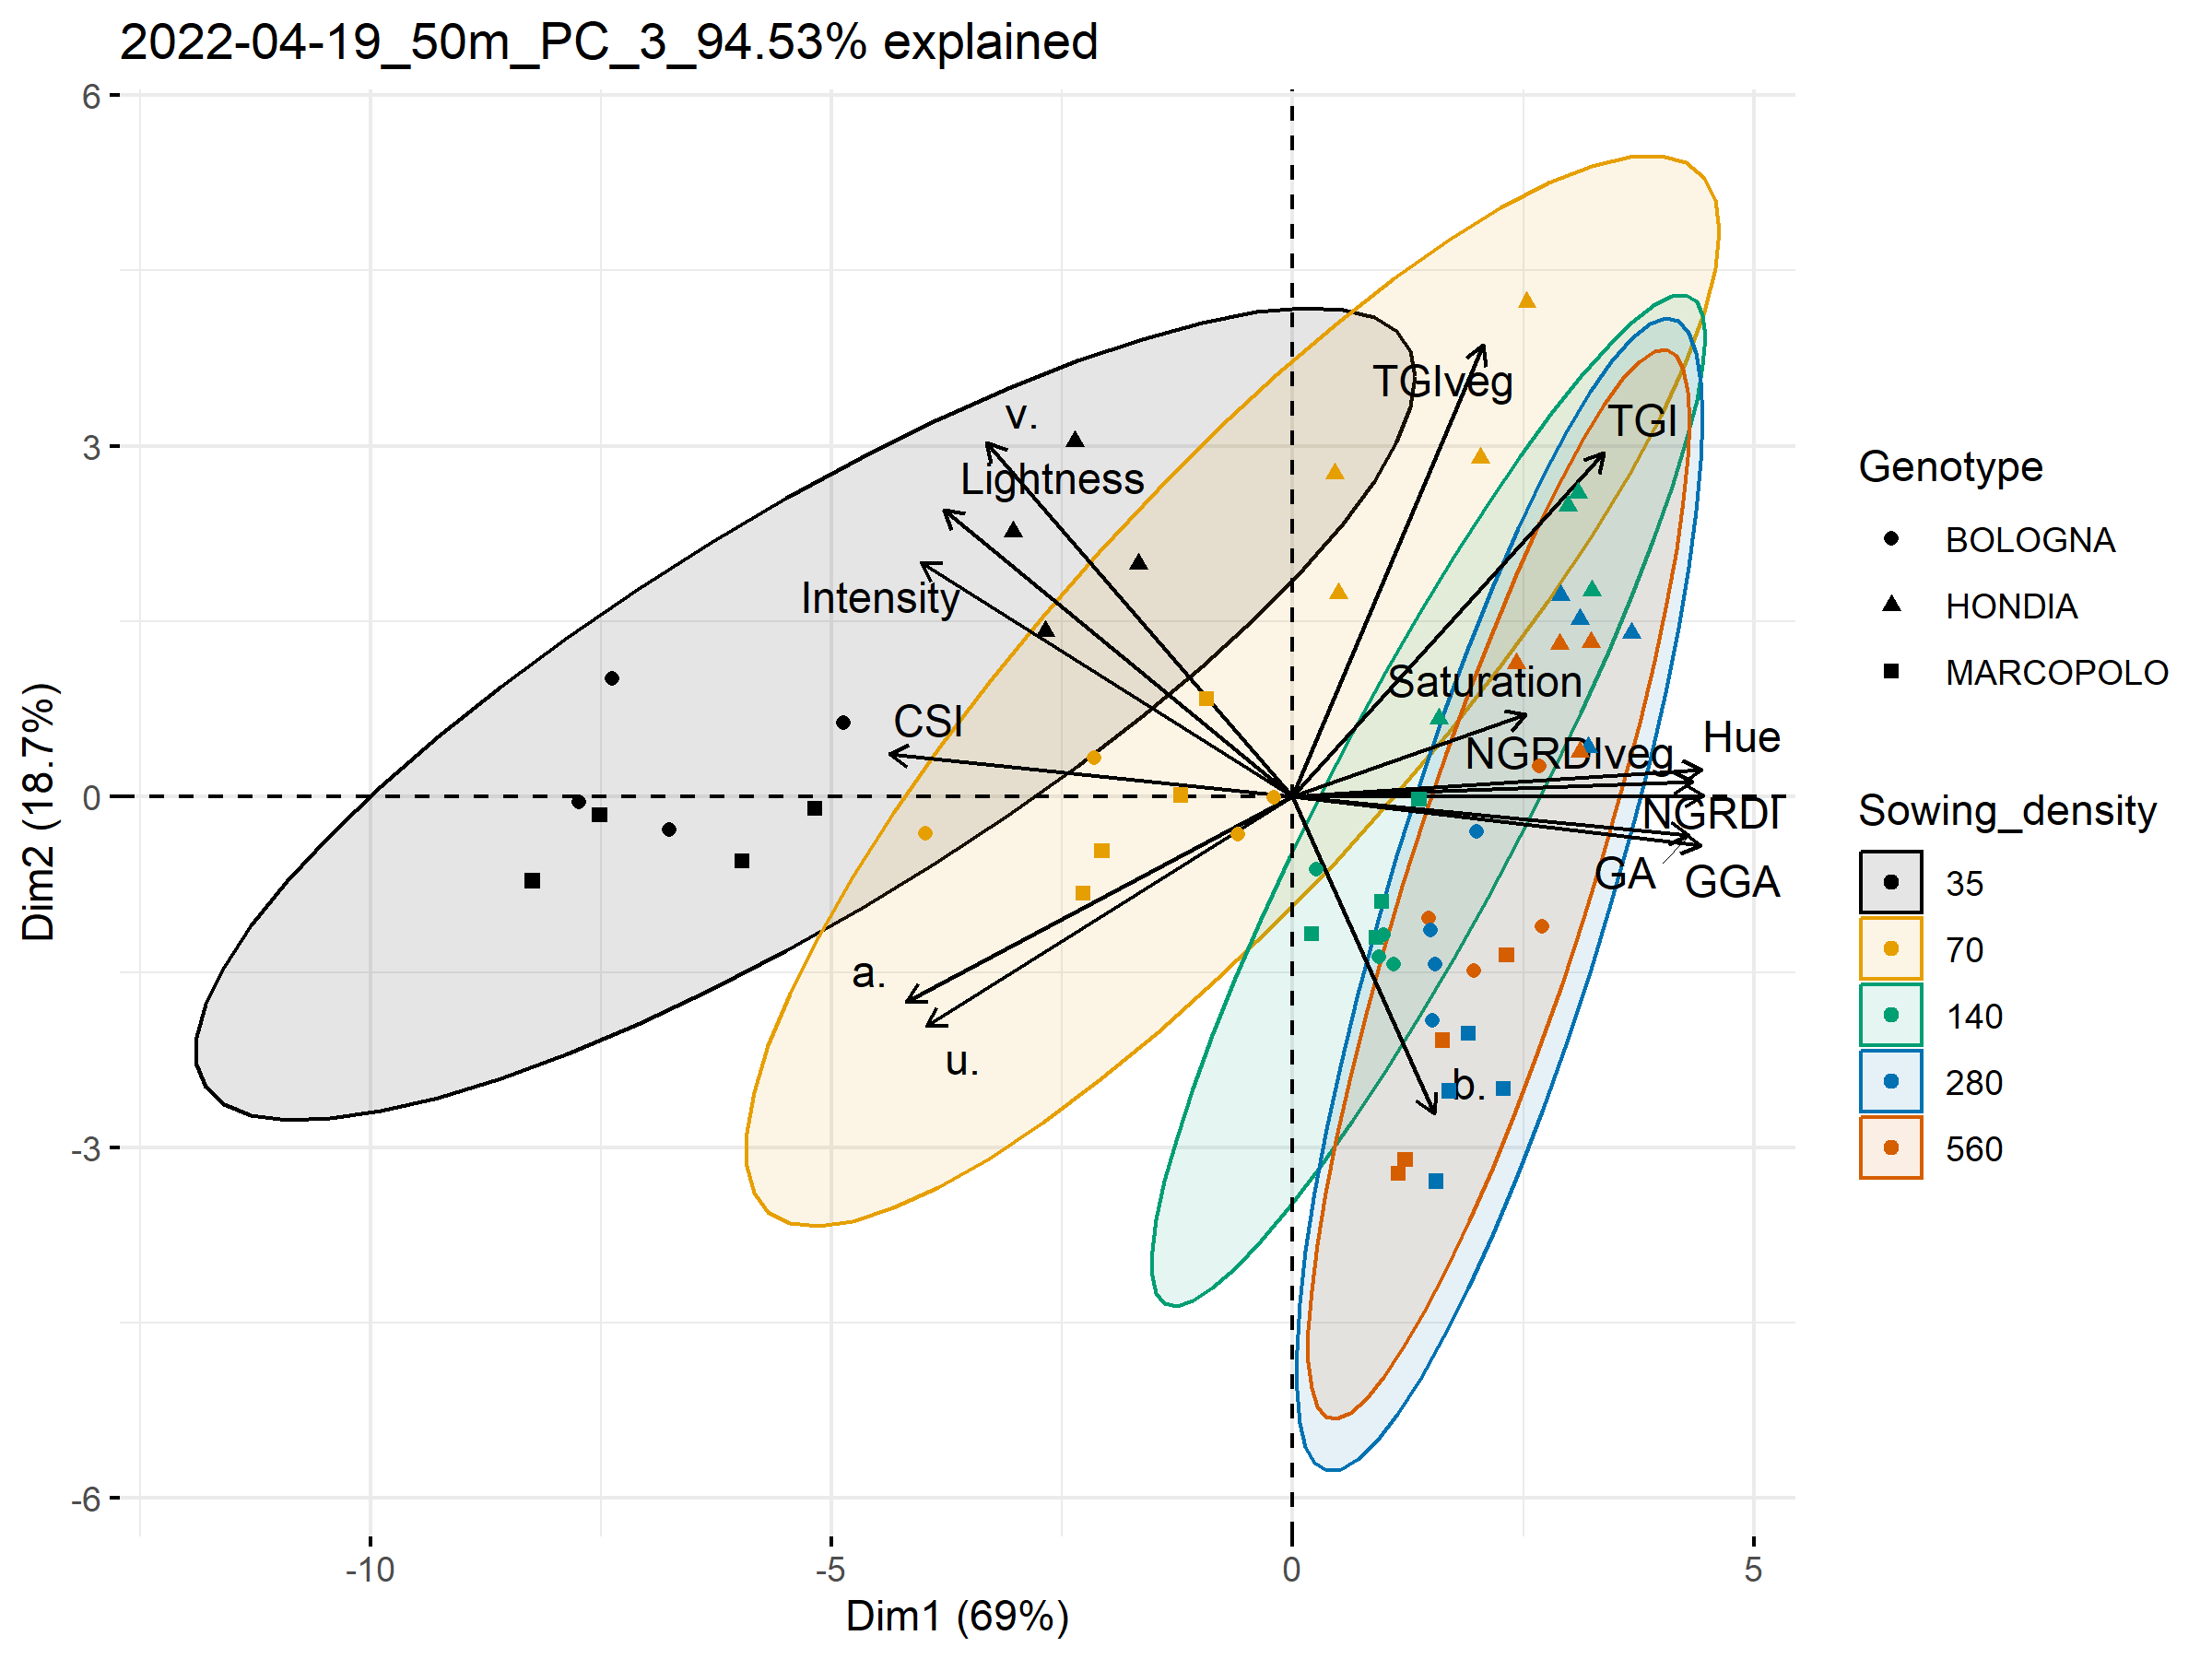 2022-04-19_50m_PC_3_94.53% explained
6
3
0
-3
-6
Dim2 (18.7%)
-10
-5
0
5
Dim1 (69%)
TGIveg
TGI
v.
Lightness
Intensity
CSI
Saturation
NGRDIveg
Hue
NGRDI
GA
GGA
a.
u.
b.
Genotype
BOLOGNA
HONDIA
MARCOPOLO
Sowing_density
35
70
140
280
560